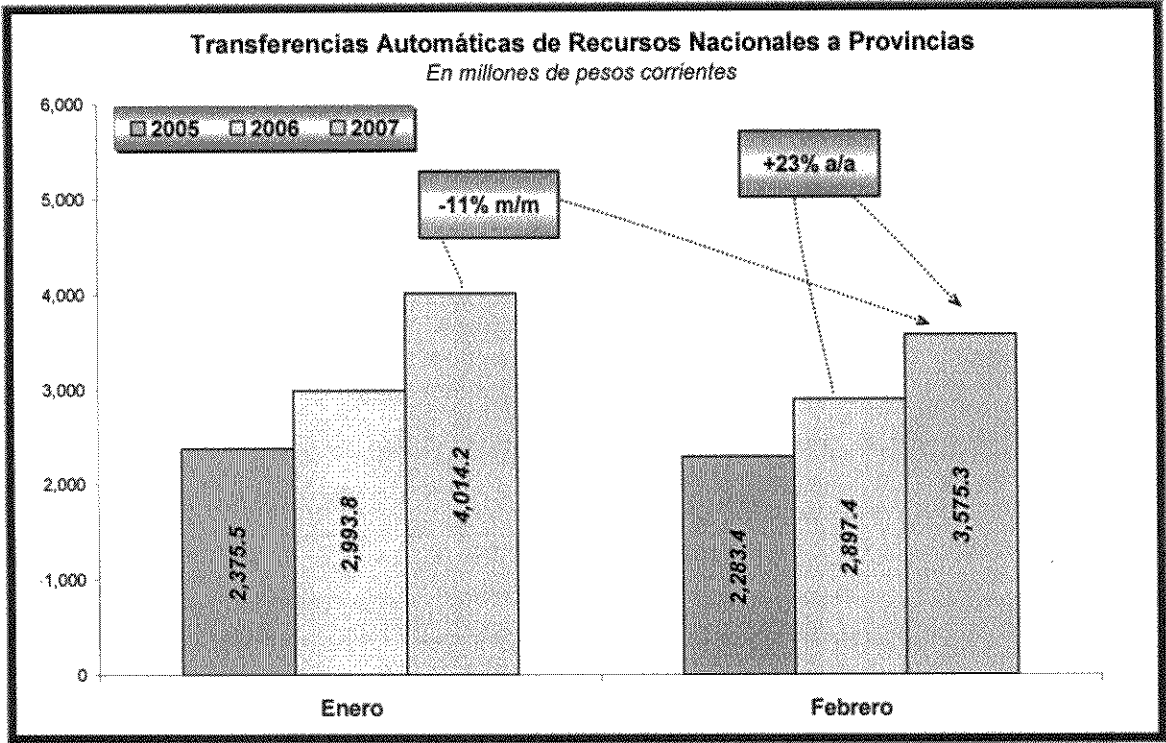 Transferencias Automáticas de Recursos Nacionales a Provincias
En millones de pesos corrientes
6,000
5,000
4,000
3,000
2,000
1,000
0
2005 2006 2007
-11% m/m
+23% a/a
2,375.5
2,993.8
4,014.2
2,283.4
2,897.4
3,575.3
Enero
Febrero